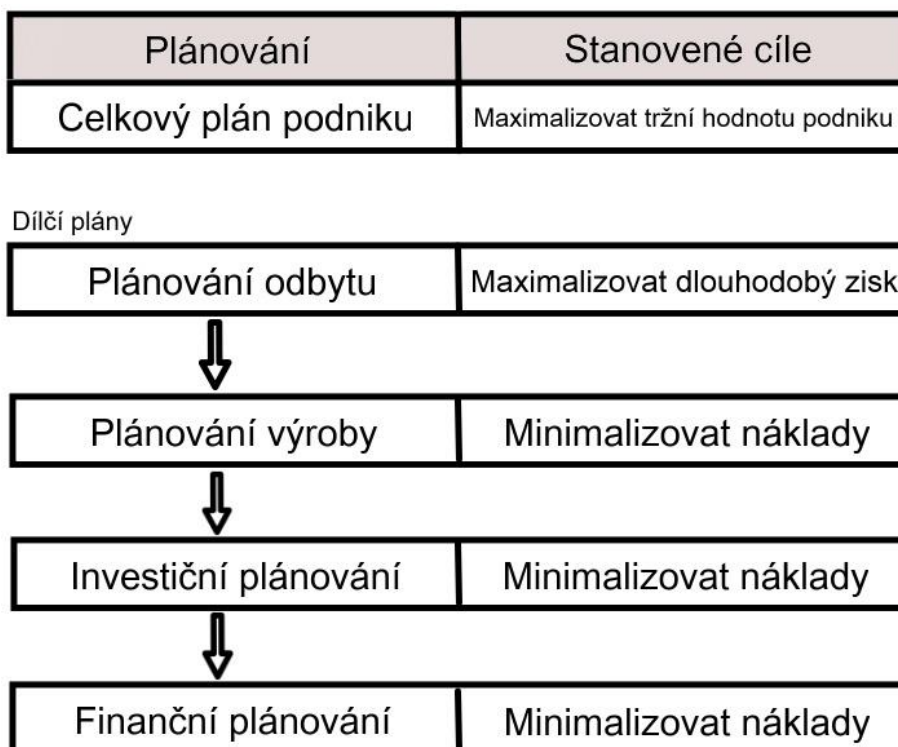 Plánování Stanovené cíle
Celkový plán podniku Maximalizovat tržní hodnotu podniku
Dílčí plány
Plánování odbytu Maximalizovat dlouhodobý zisk
Plánování výroby Minimalizovat náklady
Investiční plánování Minimalizovat náklady
Finanční plánování Minimalizovat náklady